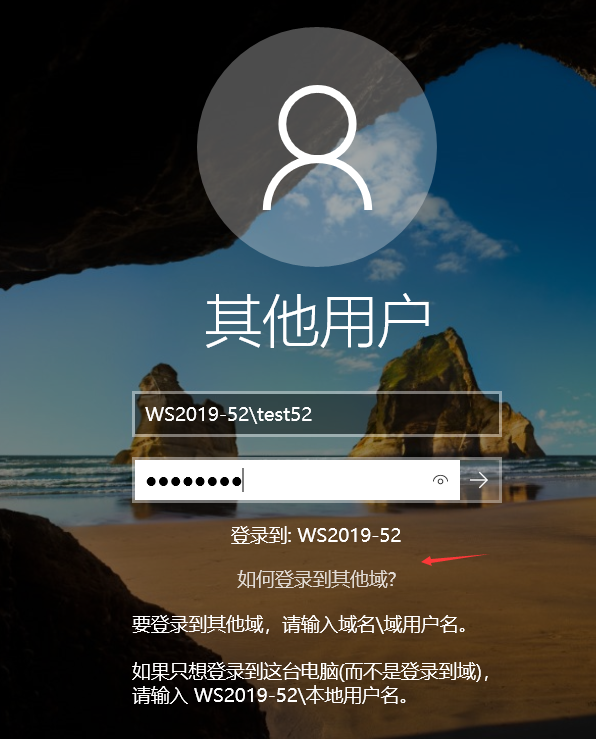 其他用户
WS2019-52\test52
●●●●●●●●
登录到: WS2019-52
如何登录到其他域?
要登录到其他域，请输入域名\域用户名。
如果只想登录到这台电脑(而不是登录到域)，
请输入 WS2019-52\本地用户名。